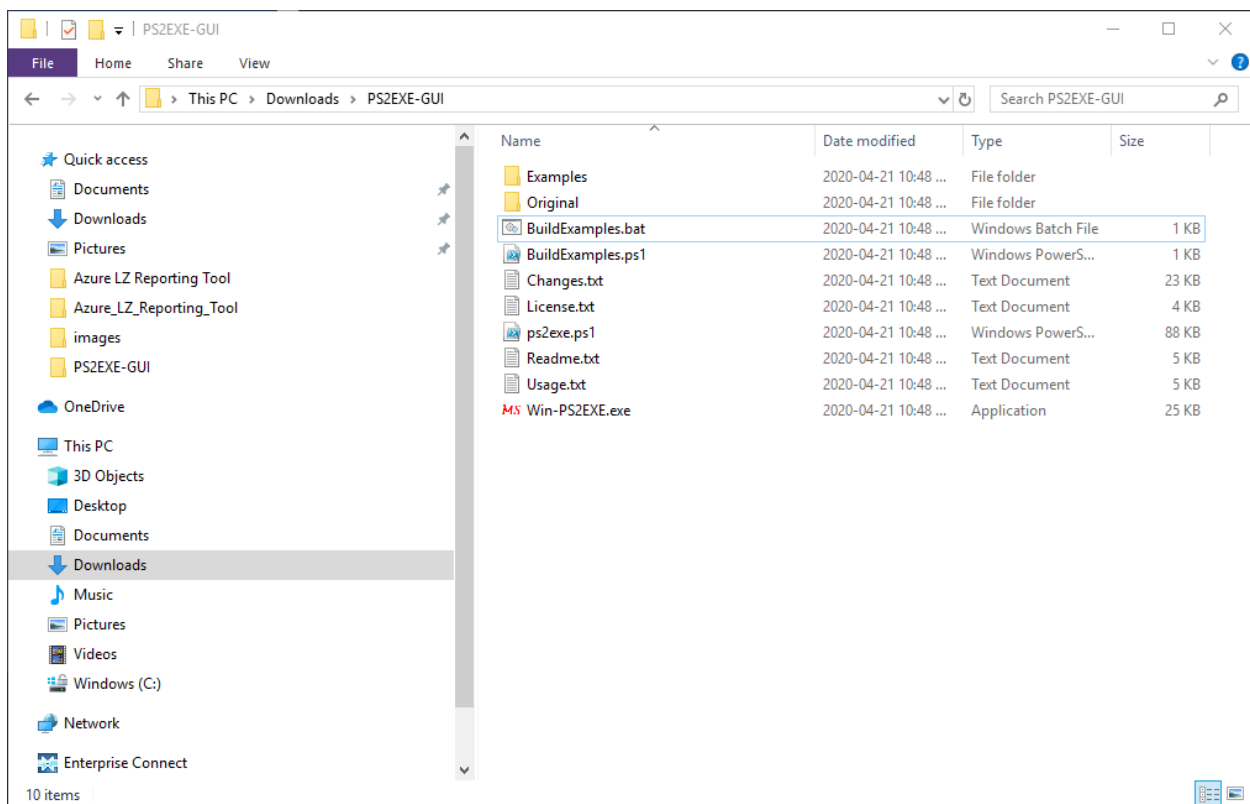 PS2EXE-GUI
File Home Share View
This PC > Downloads > PS2EXE-GUI
Search PS2EXE-GUI
Quick access
Documents
Downloads
Pictures
Azure LZ Reporting Tool
Azure_LZ_Reporting_Tool
images
PS2EXE-GUI
OneDrive
This PC
3D Objects
Desktop
Documents
Downloads
Music
Pictures
Videos
Windows (C:)
Network
Enterprise Connect
Name Date modified Type Size
Examples 2020-04-21 10:48 ... File folder
Original 2020-04-21 10:48 ... File folder
BuildExamples.bat 2020-04-21 10:48 ... Windows Batch File 1 KB
BuildExamples.ps1 2020-04-21 10:48 ... Windows PowerS... 1 KB
Changes.txt 2020-04-21 10:48 ... Text Document 23 KB
License.txt 2020-04-21 10:48 ... Text Document 4 KB
ps2exe.ps1 2020-04-21 10:48 ... Windows PowerS... 88 KB
Readme.txt 2020-04-21 10:48 ... Text Document 5 KB
Usage.txt 2020-04-21 10:48 ... Text Document 5 KB
MS Win-PS2EXE.exe 2020-04-21 10:48 ... Application 25 KB
10 items